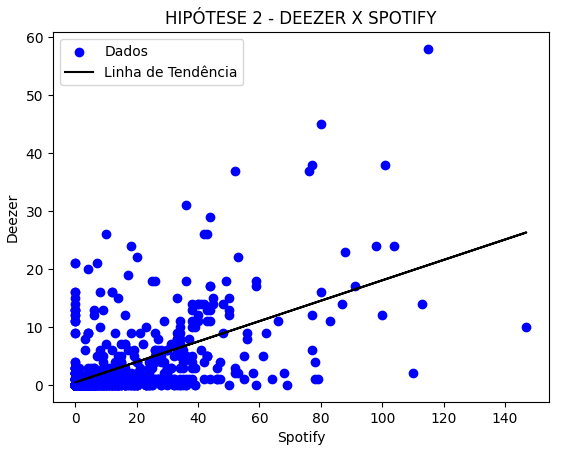 HIPÓTESE 2 - DEEZER X SPOTIFY
Dados
Linha de Tendência
60
50
40
30
20
10
0
Deezer
0 20 40 60 80 100 120 140
Spotify